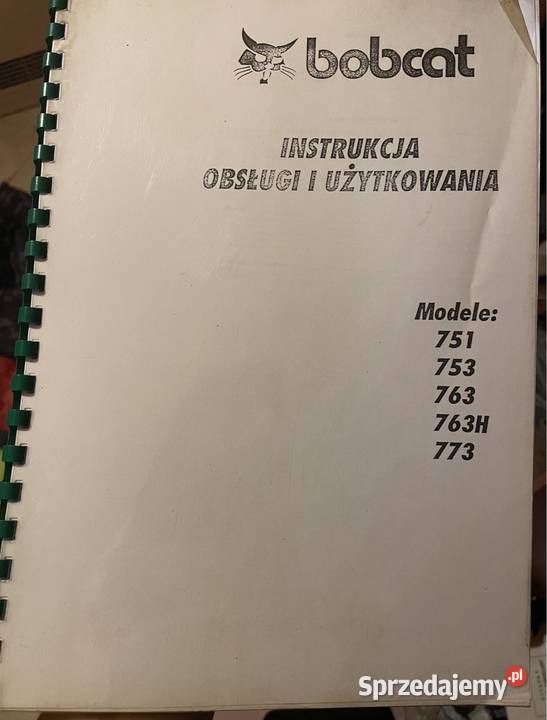 bobcat
INSTRUKCJA
OBSŁUGI I UŻYTKOWANIA
Modele:
751
753
763
763H
773
Sprzedajemy.pl